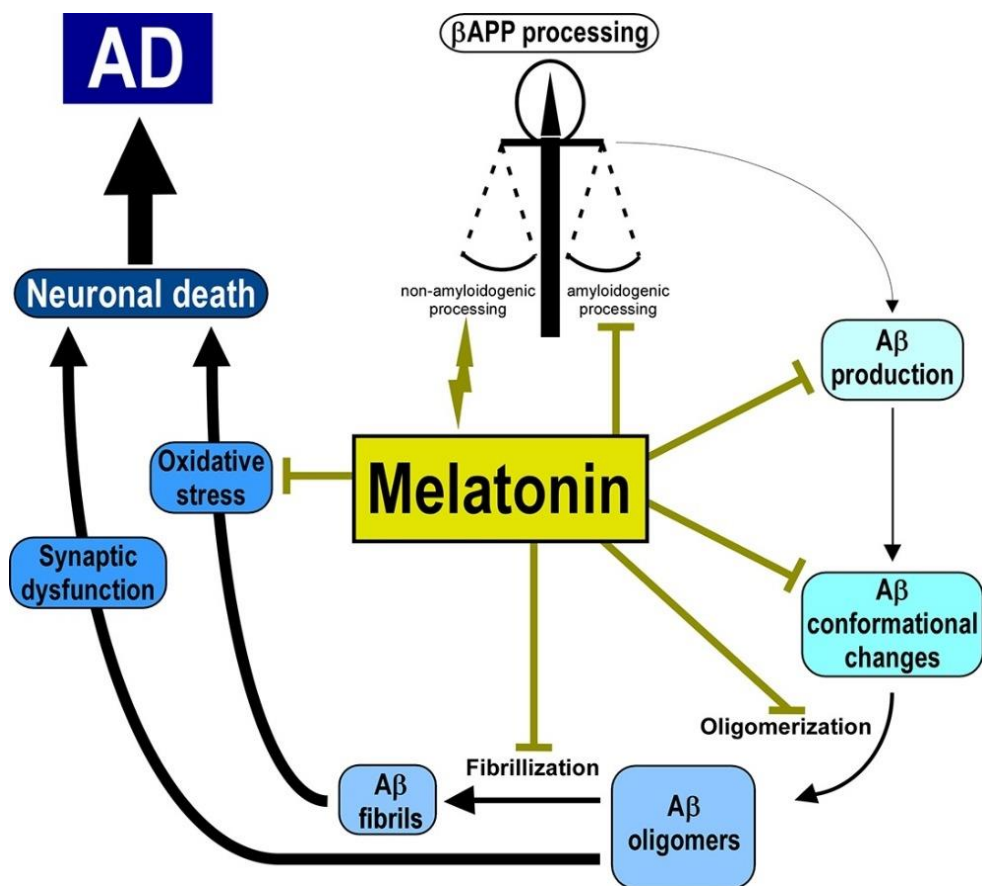 AD
βAPP processing
non-amyloidogenic
processing
amyloidogenic
processing
Neuronal death
Aβ
production
Oxidative
stress
Melatonin
Synaptic
dysfunction
Aβ
conformational
changes
Oligomerization
Fibrillization
Aβ
fibrils
Aβ
oligomers